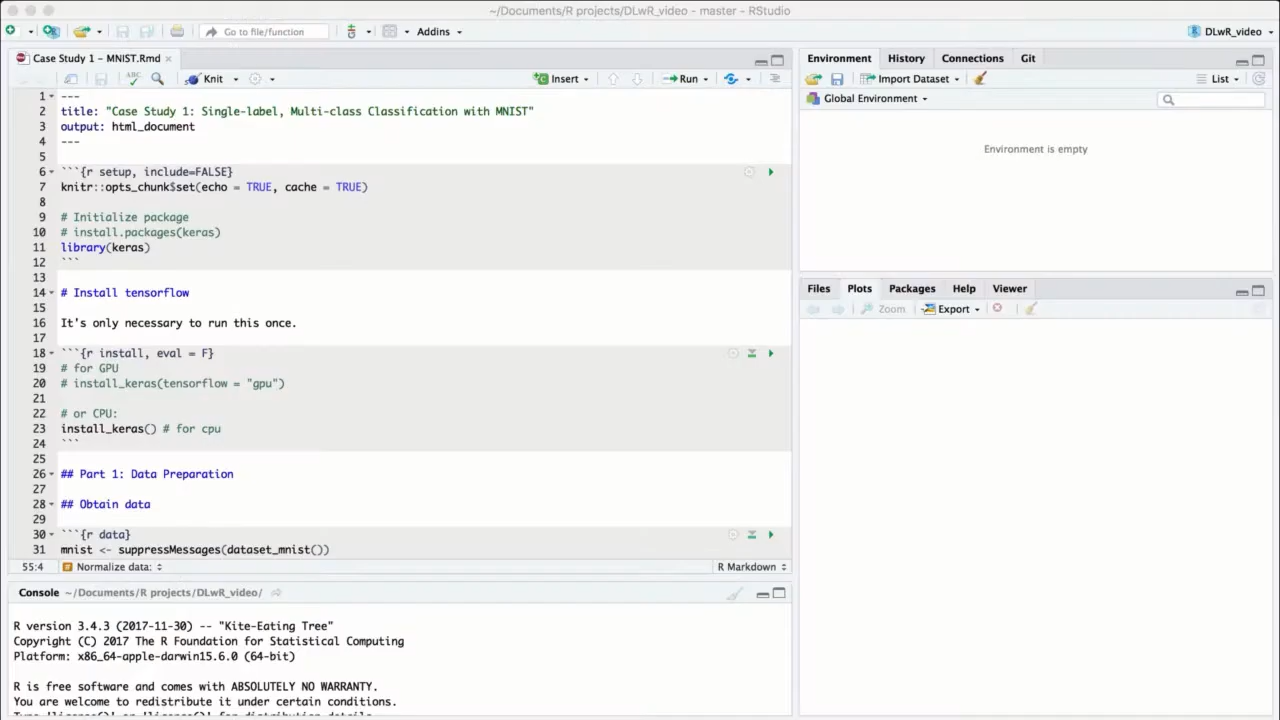 ~/Documents/R projects/DLwR_video - master - RStudio
Go to file/function
Addins
DLwR_video
Case Study 1 - MNIST.Rmd
ABC
Knit
Insert
Run
1 ---
2 title: "Case Study 1: Single-label, Multi-class Classification with MNIST"
3 output: html_document
4 ---
5
6 ```{r setup, include=FALSE}
7 knitr::opts_chunk$set(echo = TRUE, cache = TRUE)
8
9 # Initialize package
10 # install.packages(keras)
11 library(keras)
12 ```
13
14 # Install tensorflow
15
16 It's only necessary to run this once.
17
18 ```{r install, eval = F}
19 # for GPU
20 # install_keras(tensorflow = "gpu")
21
22 # or CPU:
23 install_keras() # for cpu
24 ```
25
26 ## Part 1: Data Preparation
27
28 ## Obtain data
29
30 ```{r data}
31 mnist <- suppressMessages(dataset_mnist())
55:4 Normalize data: R Markdown
Console ~/Documents/R projects/DLwR_video/
R version 3.4.3 (2017-11-30) -- "Kite-Eating Tree"
Copyright (C) 2017 The R Foundation for Statistical Computing
Platform: x86_64-apple-darwin15.6.0 (64-bit)
R is free software and comes with ABSOLUTELY NO WARRANTY.
You are welcome to redistribute it under certain conditions.
Type 'license()' or 'licence()' for distribution details.
Environment History Connections Git
Import Dataset List
Global Environment
Environment is empty
Files Plots Packages Help Viewer
Zoom Export